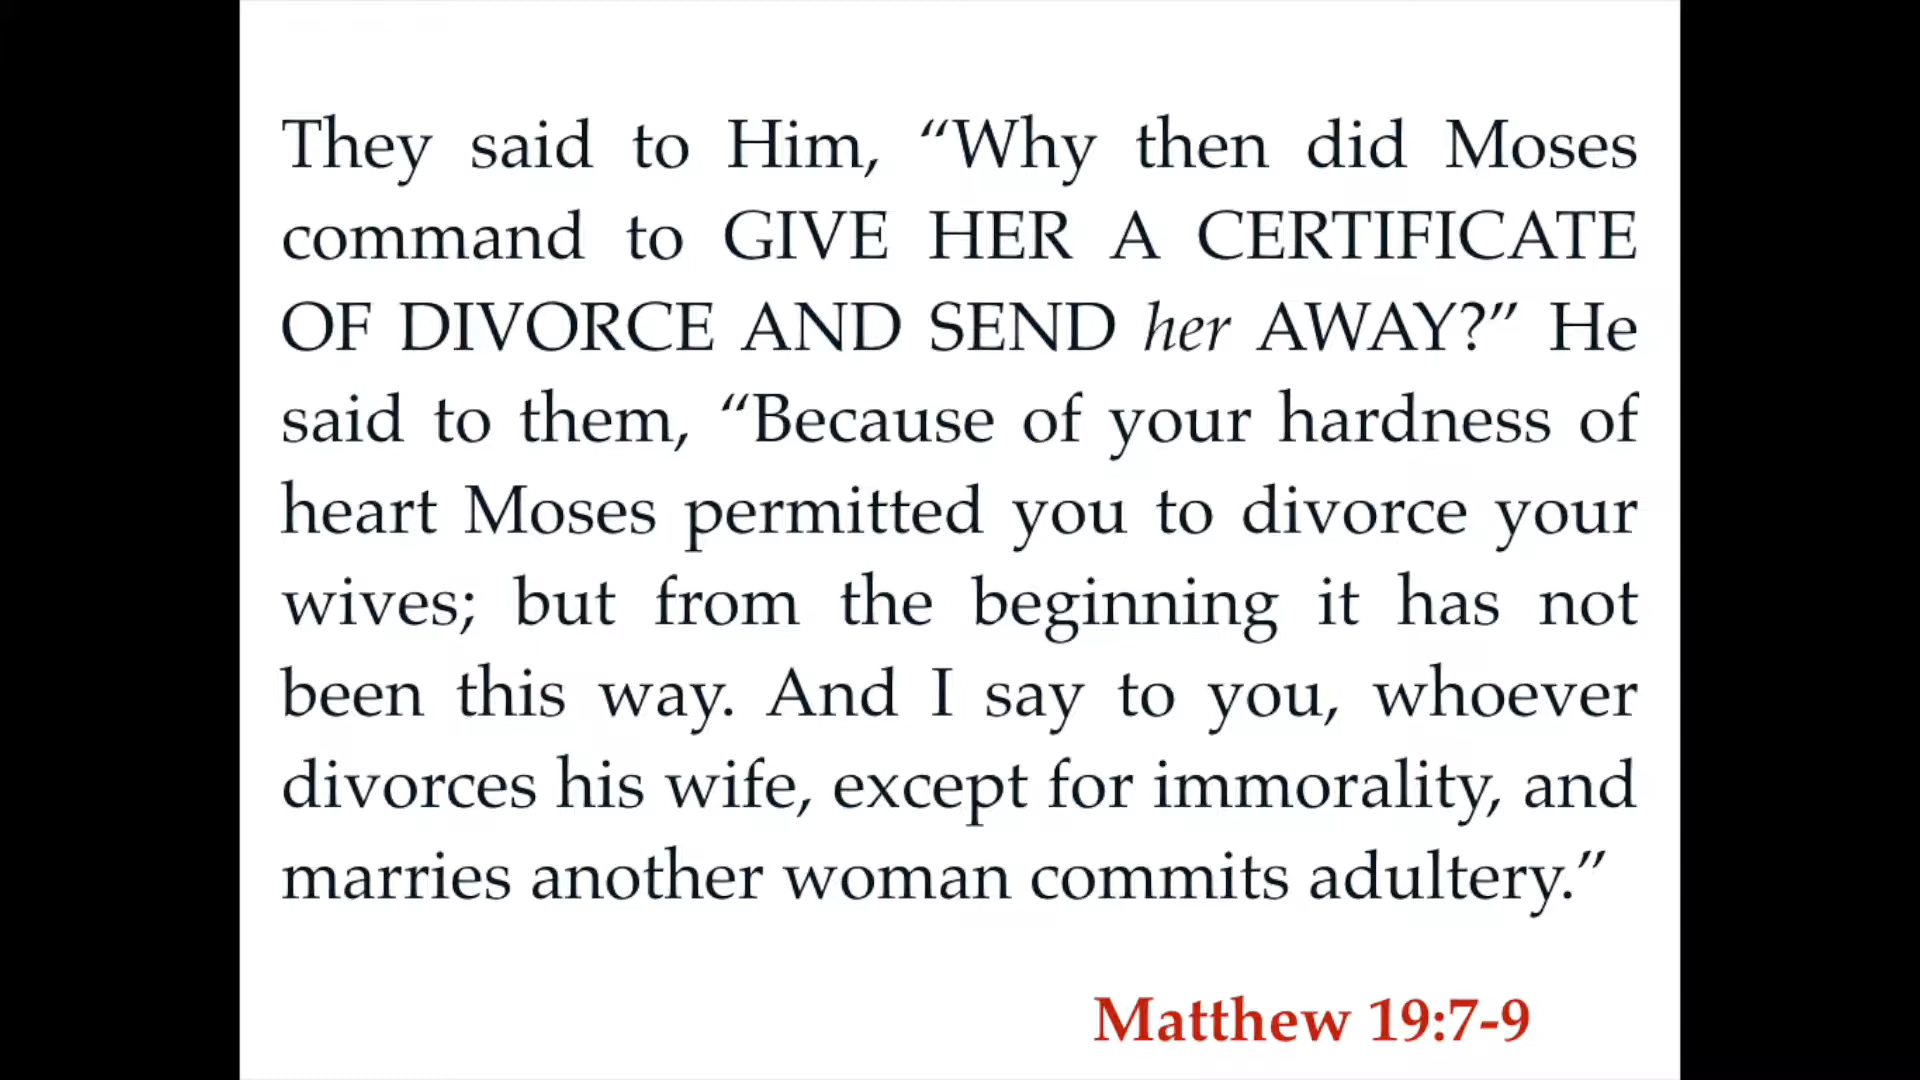 They said to Him, “Why then did Moses
command to GIVE HER A CERTIFICATE
OF DIVORCE AND SEND her AWAY?” He
said to them, “Because of your hardness of
heart Moses permitted you to divorce your
wives; but from the beginning it has not
been this way. And I say to you, whoever
divorces his wife, except for immorality, and
marries another woman commits adultery.”
Matthew 19:7-9